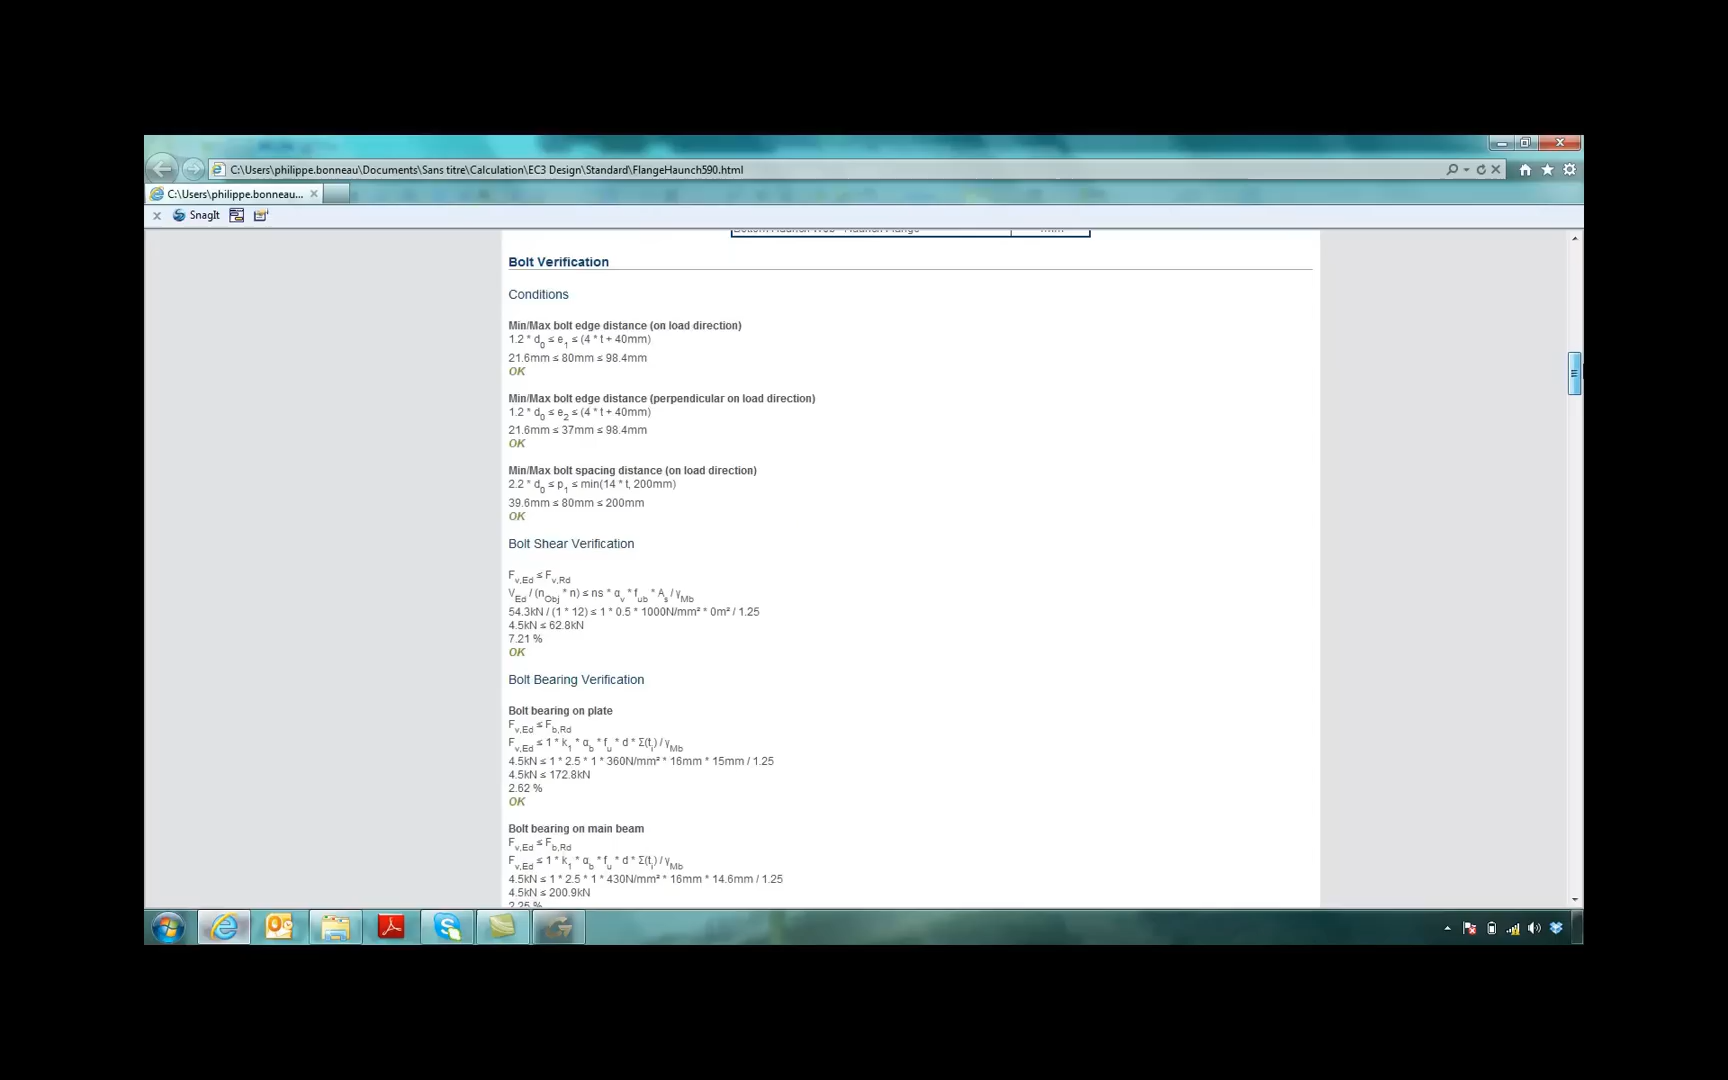 C:\Users\philippe.bonneau\Documents\Sans titre\Calculation\EC3 Design\Standard\FlangeHaunch590.html
C:\Users\philippe.bonneau...
SnagIt
Bolt Verification
Conditions
Min/Max bolt edge distance (on load direction)
1.2 * d0 ≤ e1 ≤ (4 * t + 40mm)
21.6mm ≤ 80mm ≤ 98.4mm
OK
Min/Max bolt edge distance (perpendicular on load direction)
1.2 * d0 ≤ e2 ≤ (4 * t + 40mm)
21.6mm ≤ 37mm ≤ 98.4mm
OK
Min/Max bolt spacing distance (on load direction)
2.2 * d0 ≤ p1 ≤ min(14 * t, 200mm)
39.6mm ≤ 80mm ≤ 200mm
OK
Bolt Shear Verification
Fv,Ed ≤ Fv,Rd
VEd / (nObj * n) ≤ ns * αv * fub * As / γMb
54.3kN / (1 * 12) ≤ 1 * 0.5 * 1000N/mm² * 0m² / 1.25
4.5kN ≤ 62.8kN
7.21 %
OK
Bolt Bearing Verification
Bolt bearing on plate
Fv,Ed ≤ Fb,Rd
Fv,Ed ≤ 1 * k1 * αb * fu * d * Σ(ti) / γMb
4.5kN ≤ 1 * 2.5 * 1 * 360N/mm² * 16mm * 15mm / 1.25
4.5kN ≤ 172.8kN
2.62 %
OK
Bolt bearing on main beam
Fv,Ed ≤ Fb,Rd
Fv,Ed ≤ 1 * k1 * αb * fu * d * Σ(ti) / γMb
4.5kN ≤ 1 * 2.5 * 1 * 430N/mm² * 16mm * 14.6mm / 1.25
4.5kN ≤ 200.9kN
2.25 %